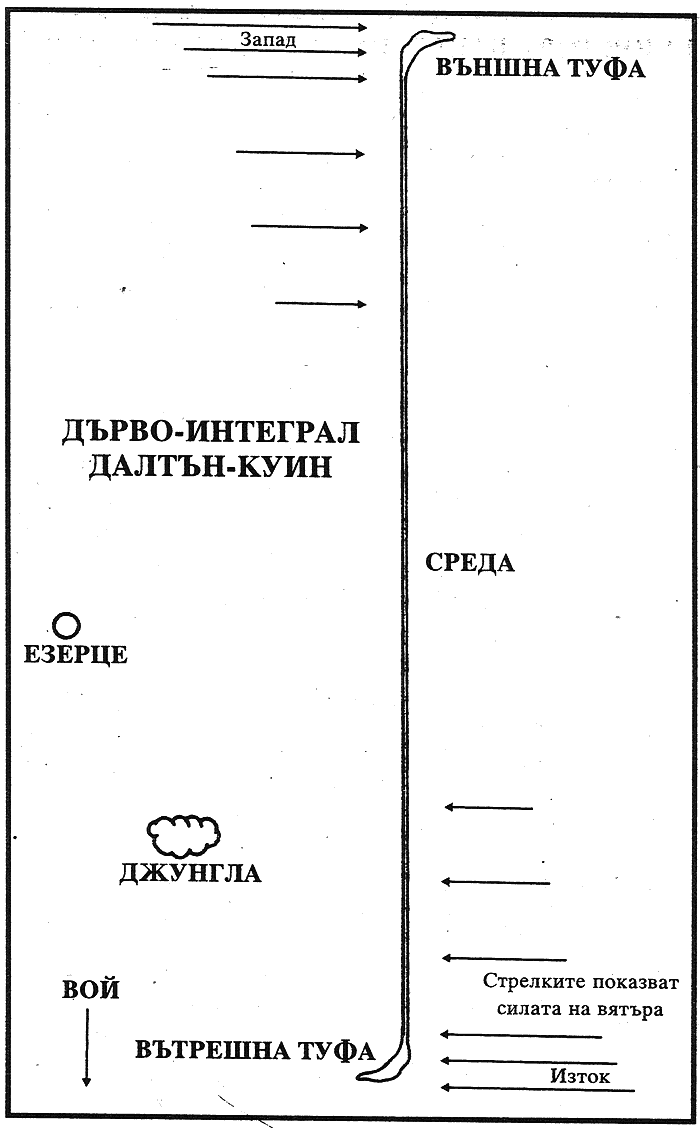 Запад
ВЪНШНА ТУФА
ДЪРВО-ИНТЕГРАЛ
ДАЛТЪН-КУИН
СРЕДА
ЕЗЕРЦЕ
ДЖУНГЛА
ВОЙ
Стрелките показват
силата на вятъра
ВЪТРЕШНА ТУФА
Изток